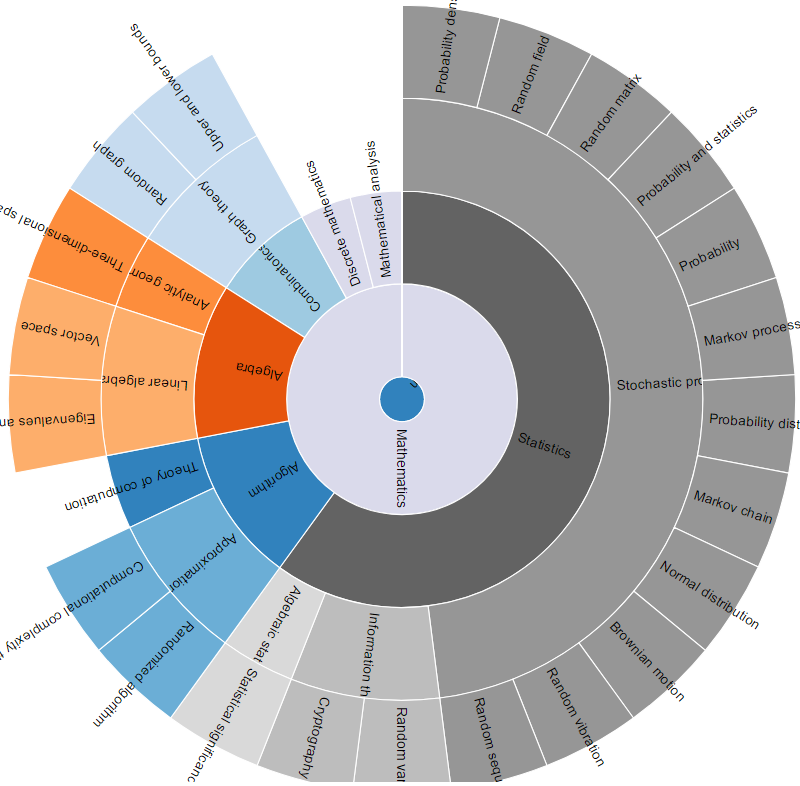 e
Mathematics
Statistics
Algorithm
Algebra
Combinatorics
Discrete mathematics
Mathematical analysis
Stochastic pro
Information th
Algebraic stat
Approximation
Theory of computation
Linear algebra
Analytic geom
Graph theory
Probability dens
Random field
Random matrix
Probability and statistics
Probability
Markov process
Probability dist
Markov chain
Normal distribution
Brownian motion
Random vibration
Random sequ
Random var
Cryptography
Statistical significanc
Randomized algorithm
Computational complexity th
Eigenvalues an
Vector space
Three-dimensional spa
Random graph
Upper and lower bounds